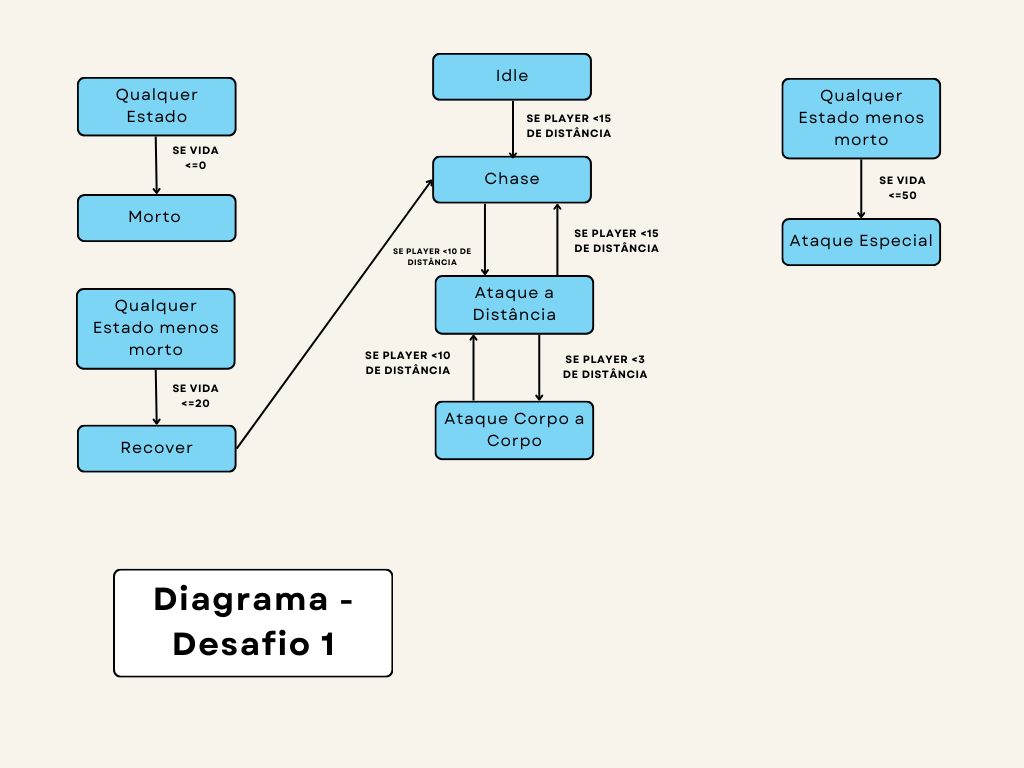 Qualquer
Estado
SE VIDA
<=0
Morto
Qualquer
Estado menos
morto
SE VIDA
<=20
Recover
Idle
SE PLAYER <15
DE DISTÂNCIA
Chase
SE PLAYER <10 DE
DISTÂNCIA
SE PLAYER <15
DE DISTÂNCIA
Ataque a
Distância
SE PLAYER <10
DE DISTÂNCIA
SE PLAYER <3
DE DISTÂNCIA
Ataque Corpo a
Corpo
Qualquer
Estado menos
morto
SE VIDA
<=50
Ataque Especial
Diagrama -
Desafio 1